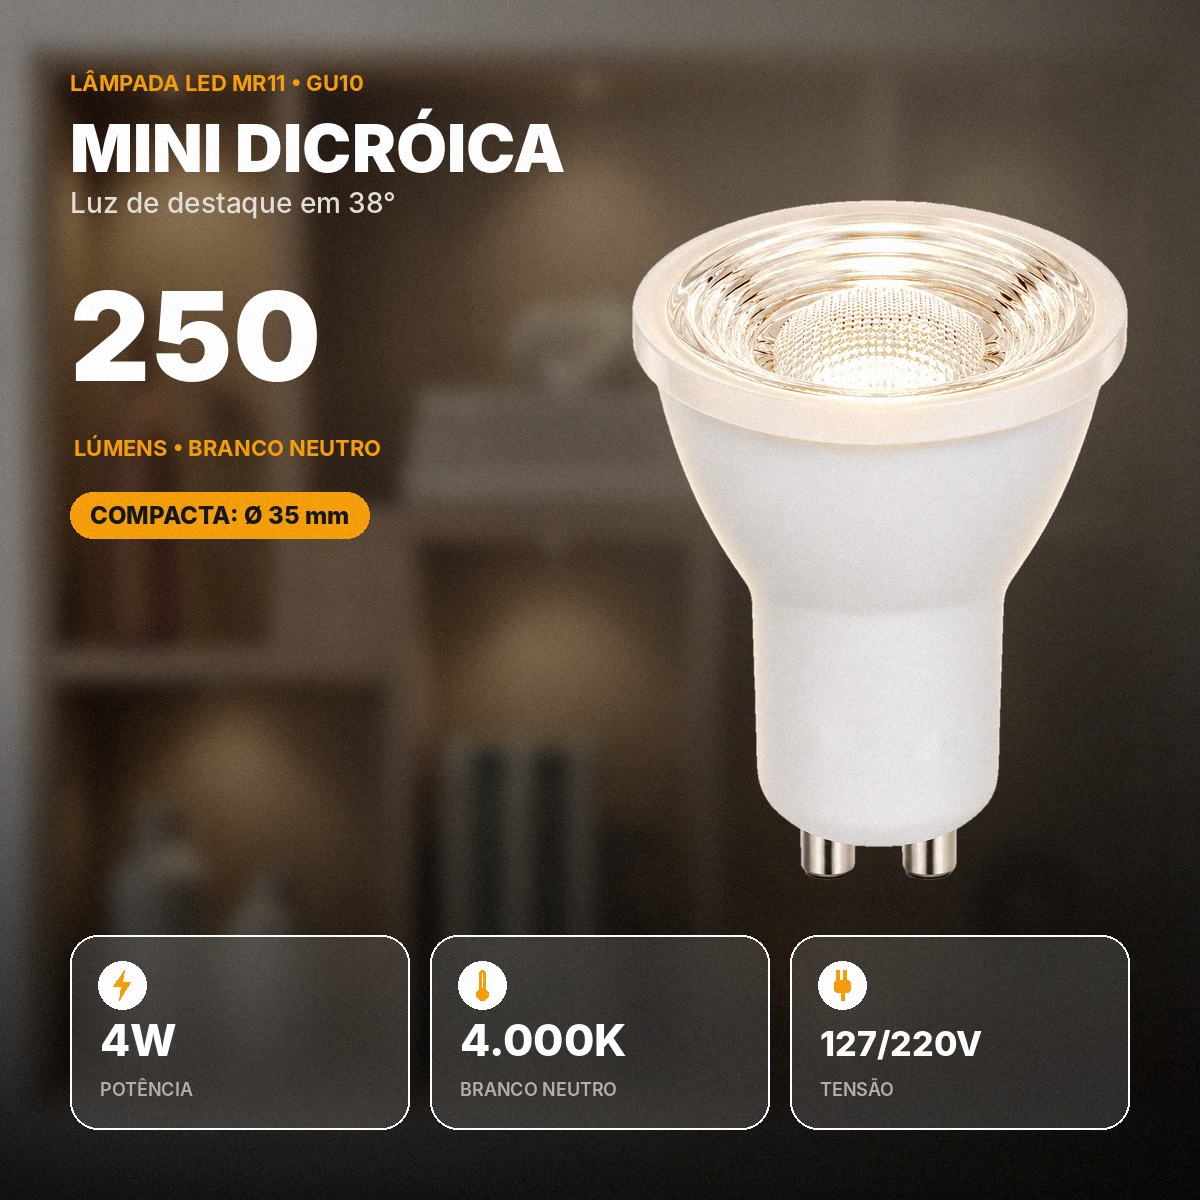 LÂMPADA LED MR11 • GU10
MINI DICRÓICA
Luz de destaque em 38°
250
LÚMENS • BRANCO NEUTRO
COMPACTA: Ø 35 mm
4W
POTÊNCIA
4.000K
BRANCO NEUTRO
127/220V
TENSÃO